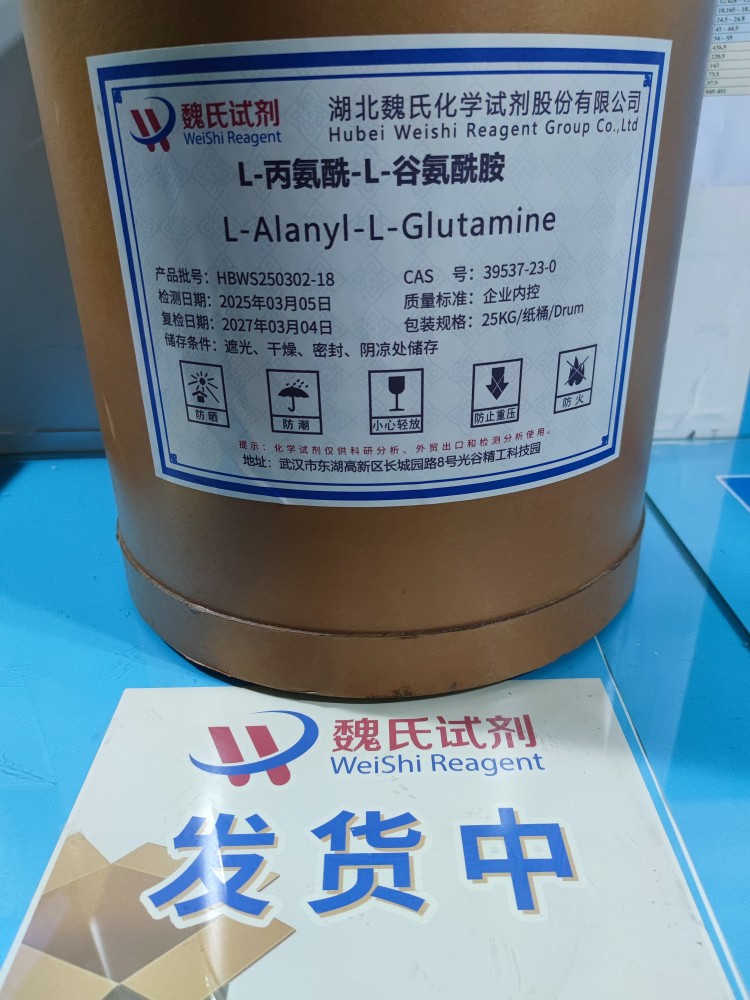 魏氏试剂
WeiShi Reagent
湖北魏氏化学试剂股份有限公司
Hubei Weishi Reagent Group Co.,Ltd
L-丙氨酰-L-谷氨酰胺
L-Alanyl-L-Glutamine
产品批号：HBWS250302-18
CAS 号：39537-23-0
检测日期：2025年03月05日
质量标准：企业内控
复检日期：2027年03月04日
包装规格：25KG/纸桶/Drum
储存条件：遮光、干燥、密封、阴凉处储存
防晒
防潮
小心轻放
防止重压
防火
提示：化学试剂仅供科研分析、外贸出口和检测分析使用。
地址：武汉市东湖高新区长城园路8号光谷精工科技园
魏氏试剂
WeiShi Reagent
发货中